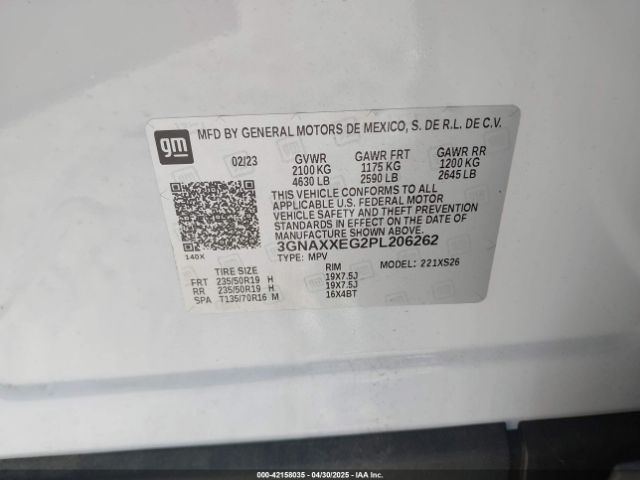 gm
MFD BY GENERAL MOTORS DE MEXICO, S. DE R.L. DE C.V.
02/23 GVWR GAWR FRT GAWR RR
2100 KG 1175 KG 1200 KG
4630 LB 2590 LB 2645 LB
THIS VEHICLE CONFORMS TO ALL
APPLICABLE U.S. FEDERAL MOTOR
VEHICLE SAFETY AND THEFT PREVENTION
STANDARDS IN EFFECT ON THE DATE OF
MANUFACTURE SHOWN ABOVE.
3GNAXXEG2PL206262
140X
TYPE: MPV MODEL: 221XS26
TIRE SIZE RIM
FRT 235/50R19 H 19X7.5J
RR 235/50R19 H 19X7.5J
SPA T135/70R16 M 16X4BT
000-42158035 - 04/30/2025 - IAA Inc.